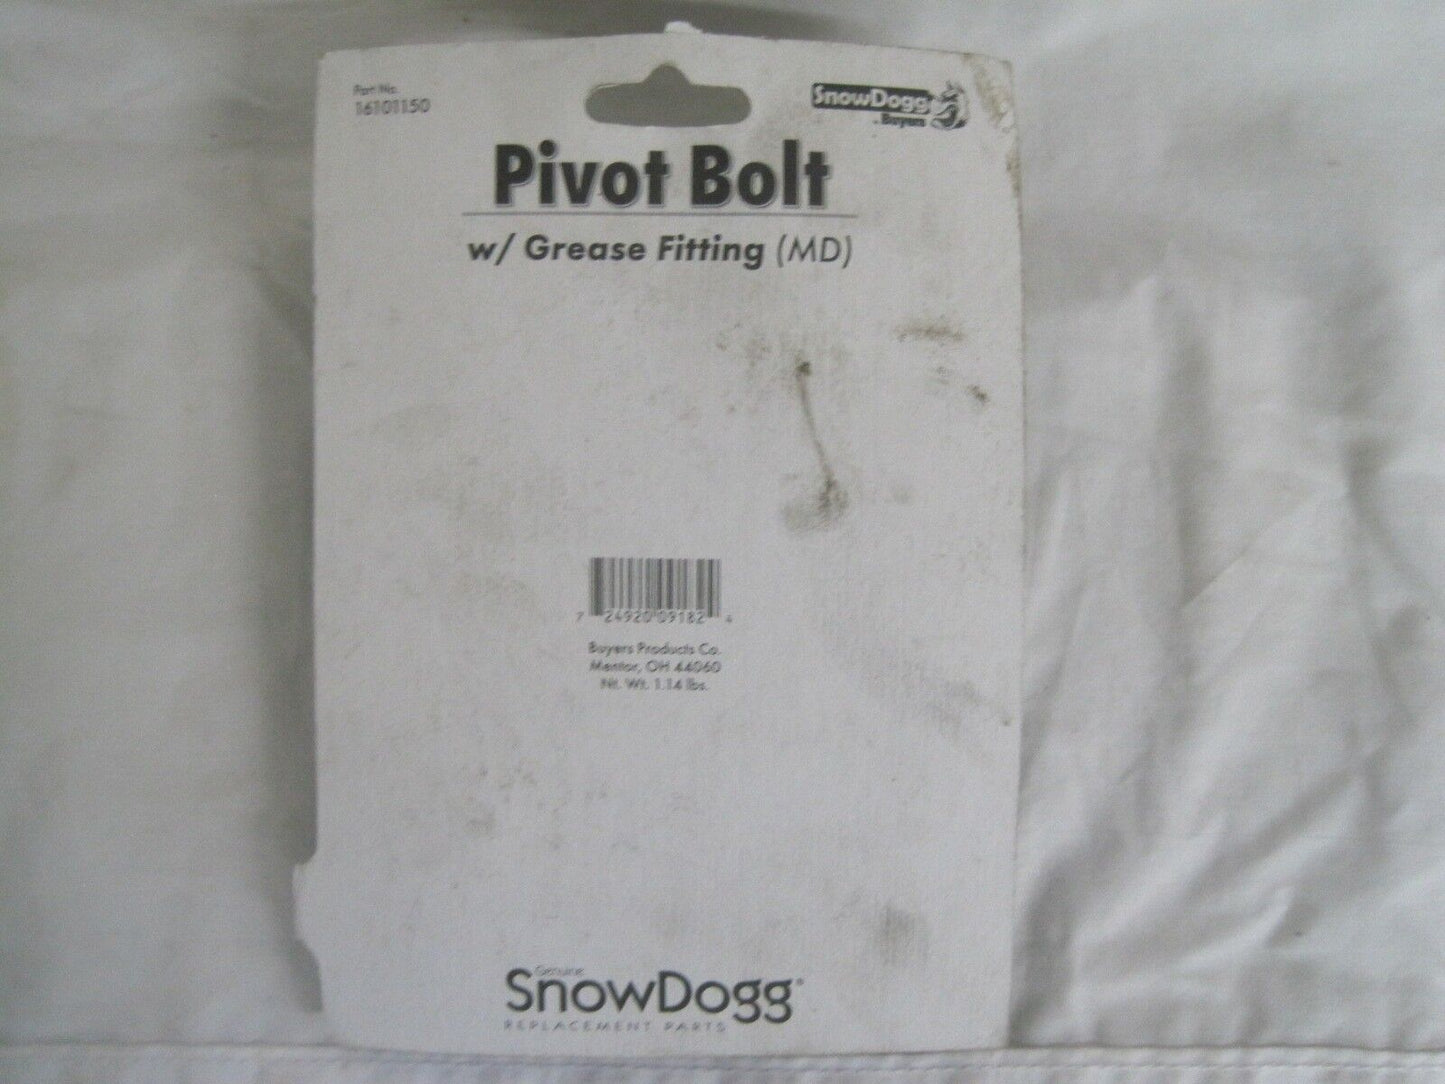 Part No.
16101150
SnowDogg
by Buyers
Pivot Bolt
w/ Grease Fitting (MD)
7 24920 09182 4
Buyers Products Co.
Mentor, OH 44060
Nt. Wt. 1.14 lbs.
Genuine
SnowDogg®
REPLACEMENT PARTS